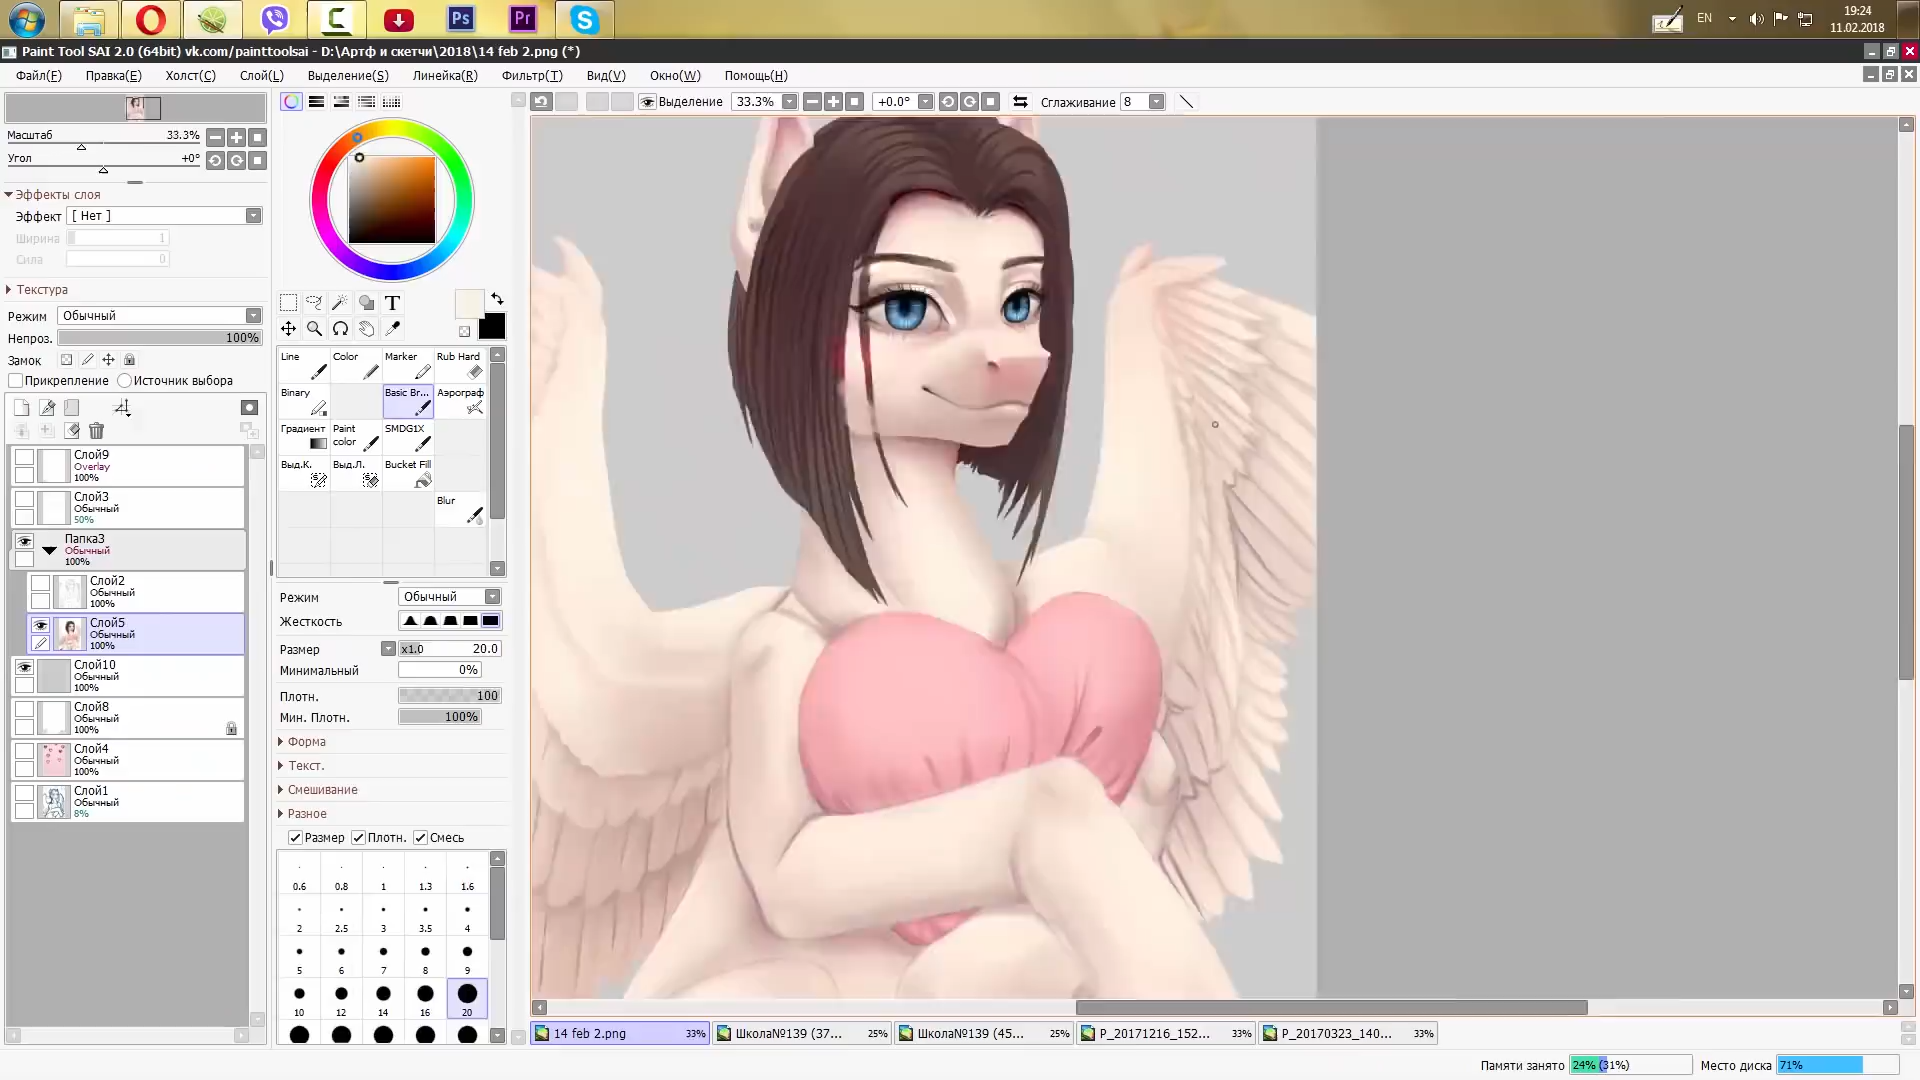 Ps
Pr
EN
19:24
11.02.2018
Paint Tool SAI 2.0 (64bit) vk.com/painttoolsai - D:\Артф и скетчи\2018\14 feb 2.png (*)
Файл(F) Правка(E) Холст(C) Слой(L) Выделение(S) Линейка(R) Фильтр(T) Вид(V) Окно(W) Помощь(H)
Выделение 33.3% +0.0° Сглаживание 8
Масштаб 33.3%
Угол +0°
Эффекты слоя
Эффект [ Нет ]
Ширина 1
Сила 0
Текстура
Режим Обычный
Непроз. 100%
Замок
Прикрепление Источник выбора
Слой9
Overlay
100%
Слой3
Обычный
50%
Папка3
Обычный
100%
Слой2
Обычный
100%
Слой5
Обычный
100%
Слой10
Обычный
100%
Слой8
Обычный
100%
Слой4
Обычный
100%
Слой1
Обычный
8%
T
Line Color Marker Rub Hard
Binary Basic Br... Аэрограф
Градиент Paint color SMDG1X
Выд.К. Выд.Л. Bucket Fill
Blur
Режим Обычный
Жесткость
Размер x1.0 20.0
Минимальный 0%
Плотн. 100
Мин. Плотн. 100%
Форма
Текст.
Смешивание
Разное
Размер Плотн. Смесь
0.6 0.8 1 1.3 1.6
2 2.5 3 3.5 4
5 6 7 8 9
10 12 14 16 20
14 feb 2.png 33% Школа№139 (37... 25% Школа№139 (45... 25% P_20171216_152... 33% P_20170323_140... 33%
Памяти занято 24% (31%) Место диска 71%